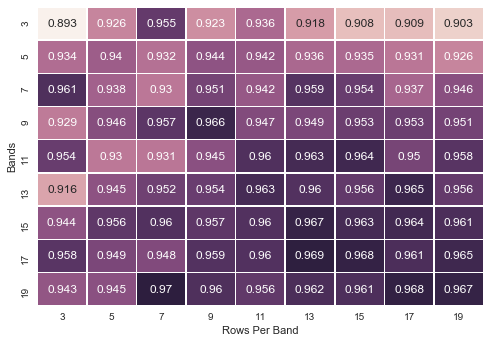 3 0.893 0.926 0.955 0.923 0.936 0.918 0.908 0.909 0.903
5 0.934 0.94 0.932 0.944 0.942 0.936 0.935 0.931 0.926
7 0.961 0.938 0.93 0.951 0.942 0.959 0.954 0.937 0.946
9 0.929 0.946 0.957 0.966 0.947 0.949 0.953 0.953 0.951
11 0.954 0.93 0.931 0.945 0.96 0.963 0.964 0.95 0.958
Bands
13 0.916 0.945 0.952 0.954 0.963 0.96 0.956 0.965 0.956
15 0.944 0.956 0.96 0.957 0.96 0.967 0.963 0.964 0.961
17 0.958 0.949 0.948 0.959 0.96 0.969 0.968 0.961 0.965
19 0.943 0.945 0.97 0.96 0.956 0.962 0.961 0.968 0.967
3 5 7 9 11 13 15 17 19
Rows Per Band